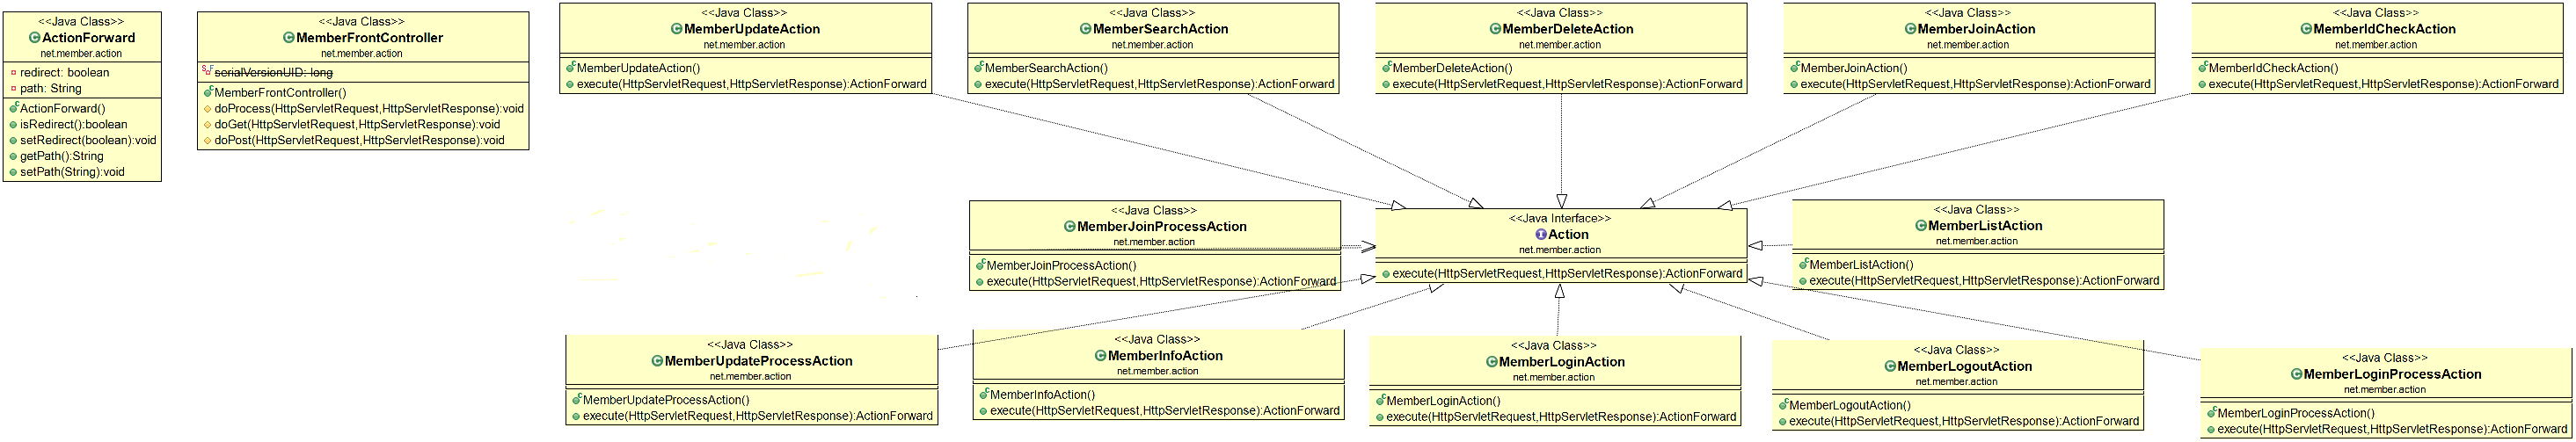 <<Java Class>>
ActionForward
net.member.action
redirect: boolean
path: String
ActionForward()
isRedirect():boolean
setRedirect(boolean):void
getPath():String
setPath(String):void
<<Java Class>>
MemberFrontController
net.member.action
serialVersionUID: long
MemberFrontController()
doProcess(HttpServletRequest,HttpServletResponse):void
doGet(HttpServletRequest,HttpServletResponse):void
doPost(HttpServletRequest,HttpServletResponse):void
<<Java Class>>
MemberUpdateAction
net.member.action
MemberUpdateAction()
execute(HttpServletRequest,HttpServletResponse):ActionForward
<<Java Class>>
MemberSearchAction
net.member.action
MemberSearchAction()
execute(HttpServletRequest,HttpServletResponse):ActionForward
<<Java Class>>
MemberDeleteAction
net.member.action
MemberDeleteAction()
execute(HttpServletRequest,HttpServletResponse):ActionForward
<<Java Class>>
MemberJoinAction
net.member.action
MemberJoinAction()
execute(HttpServletRequest,HttpServletResponse):ActionForward
<<Java Class>>
MemberIdCheckAction
net.member.action
MemberIdCheckAction()
execute(HttpServletRequest,HttpServletResponse):ActionForward
<<Java Class>>
MemberJoinProcessAction
net.member.action
MemberJoinProcessAction()
execute(HttpServletRequest,HttpServletResponse):ActionForward
<<Java Interface>>
Action
net.member.action
execute(HttpServletRequest,HttpServletResponse):ActionForward
<<Java Class>>
MemberListAction
net.member.action
MemberListAction()
execute(HttpServletRequest,HttpServletResponse):ActionForward
<<Java Class>>
MemberUpdateProcessAction
net.member.action
MemberUpdateProcessAction()
execute(HttpServletRequest,HttpServletResponse):ActionForward
<<Java Class>>
MemberInfoAction
net.member.action
MemberInfoAction()
execute(HttpServletRequest,HttpServletResponse):ActionForward
<<Java Class>>
MemberLoginAction
net.member.action
MemberLoginAction()
execute(HttpServletRequest,HttpServletResponse):ActionForward
<<Java Class>>
MemberLogoutAction
net.member.action
MemberLogoutAction()
execute(HttpServletRequest,HttpServletResponse):ActionForward
<<Java Class>>
MemberLoginProcessAction
net.member.action
MemberLoginProcessAction()
execute(HttpServletRequest,HttpServletResponse):ActionForward